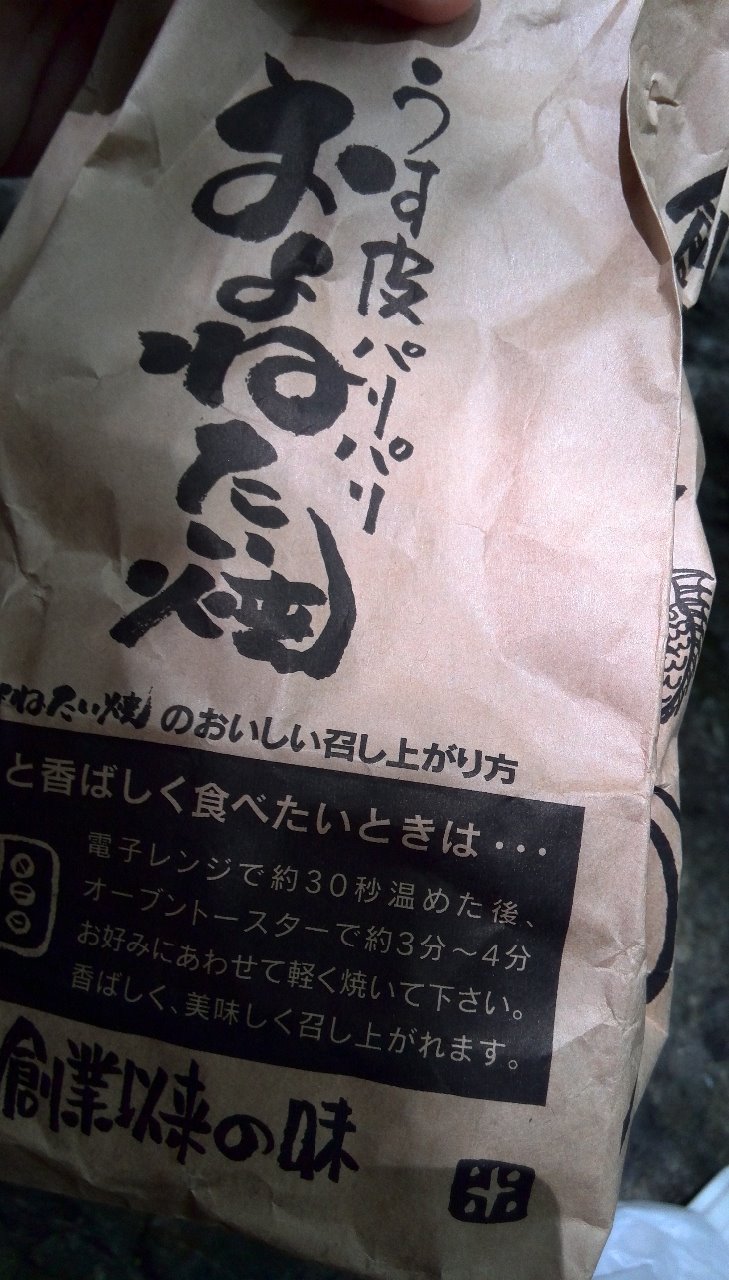 うす皮パリパリ
およねたい焼
よねたい焼のおいしい召し上がり方
と香ばしく食べたいときは・・・
電子レンジで約30秒温めた後、
オーブントースターで約3分〜4分
お好みにあわせて軽く焼いて下さい。
香ばしく、美味しく召し上がれます。
創業以来の味
米